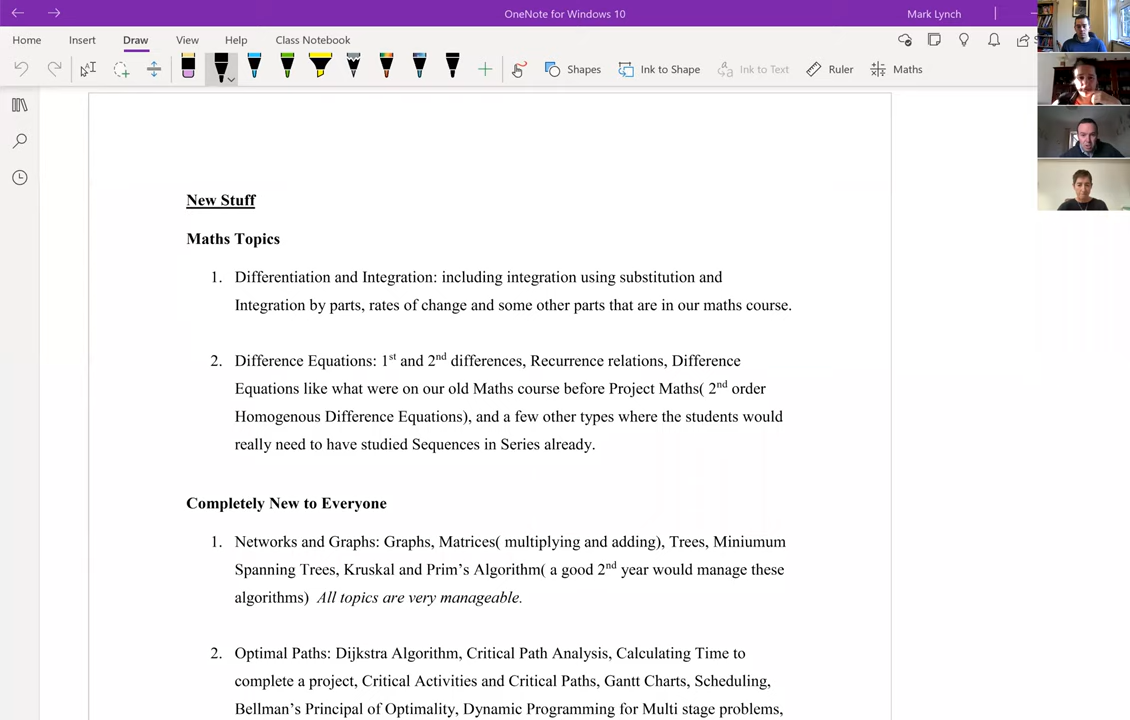 OneNote for Windows 10
Mark Lynch
Home Insert Draw View Help Class Notebook
Shapes Ink to Shape Ink to Text Ruler Maths
New Stuff
Maths Topics
1. Differentiation and Integration: including integration using substitution and
Integration by parts, rates of change and some other parts that are in our maths course.
2. Difference Equations: 1st and 2nd differences, Recurrence relations, Difference
Equations like what were on our old Maths course before Project Maths( 2nd order
Homogenous Difference Equations), and a few other types where the students would
really need to have studied Sequences in Series already.
Completely New to Everyone
1. Networks and Graphs: Graphs, Matrices( multiplying and adding), Trees, Miniumum
Spanning Trees, Kruskal and Prim's Algorithm( a good 2nd year would manage these
algorithms) All topics are very manageable.
2. Optimal Paths: Dijkstra Algorithm, Critical Path Analysis, Calculating Time to
complete a project, Critical Activities and Critical Paths, Gantt Charts, Scheduling,
Bellman's Principal of Optimality, Dynamic Programming for Multi stage problems,